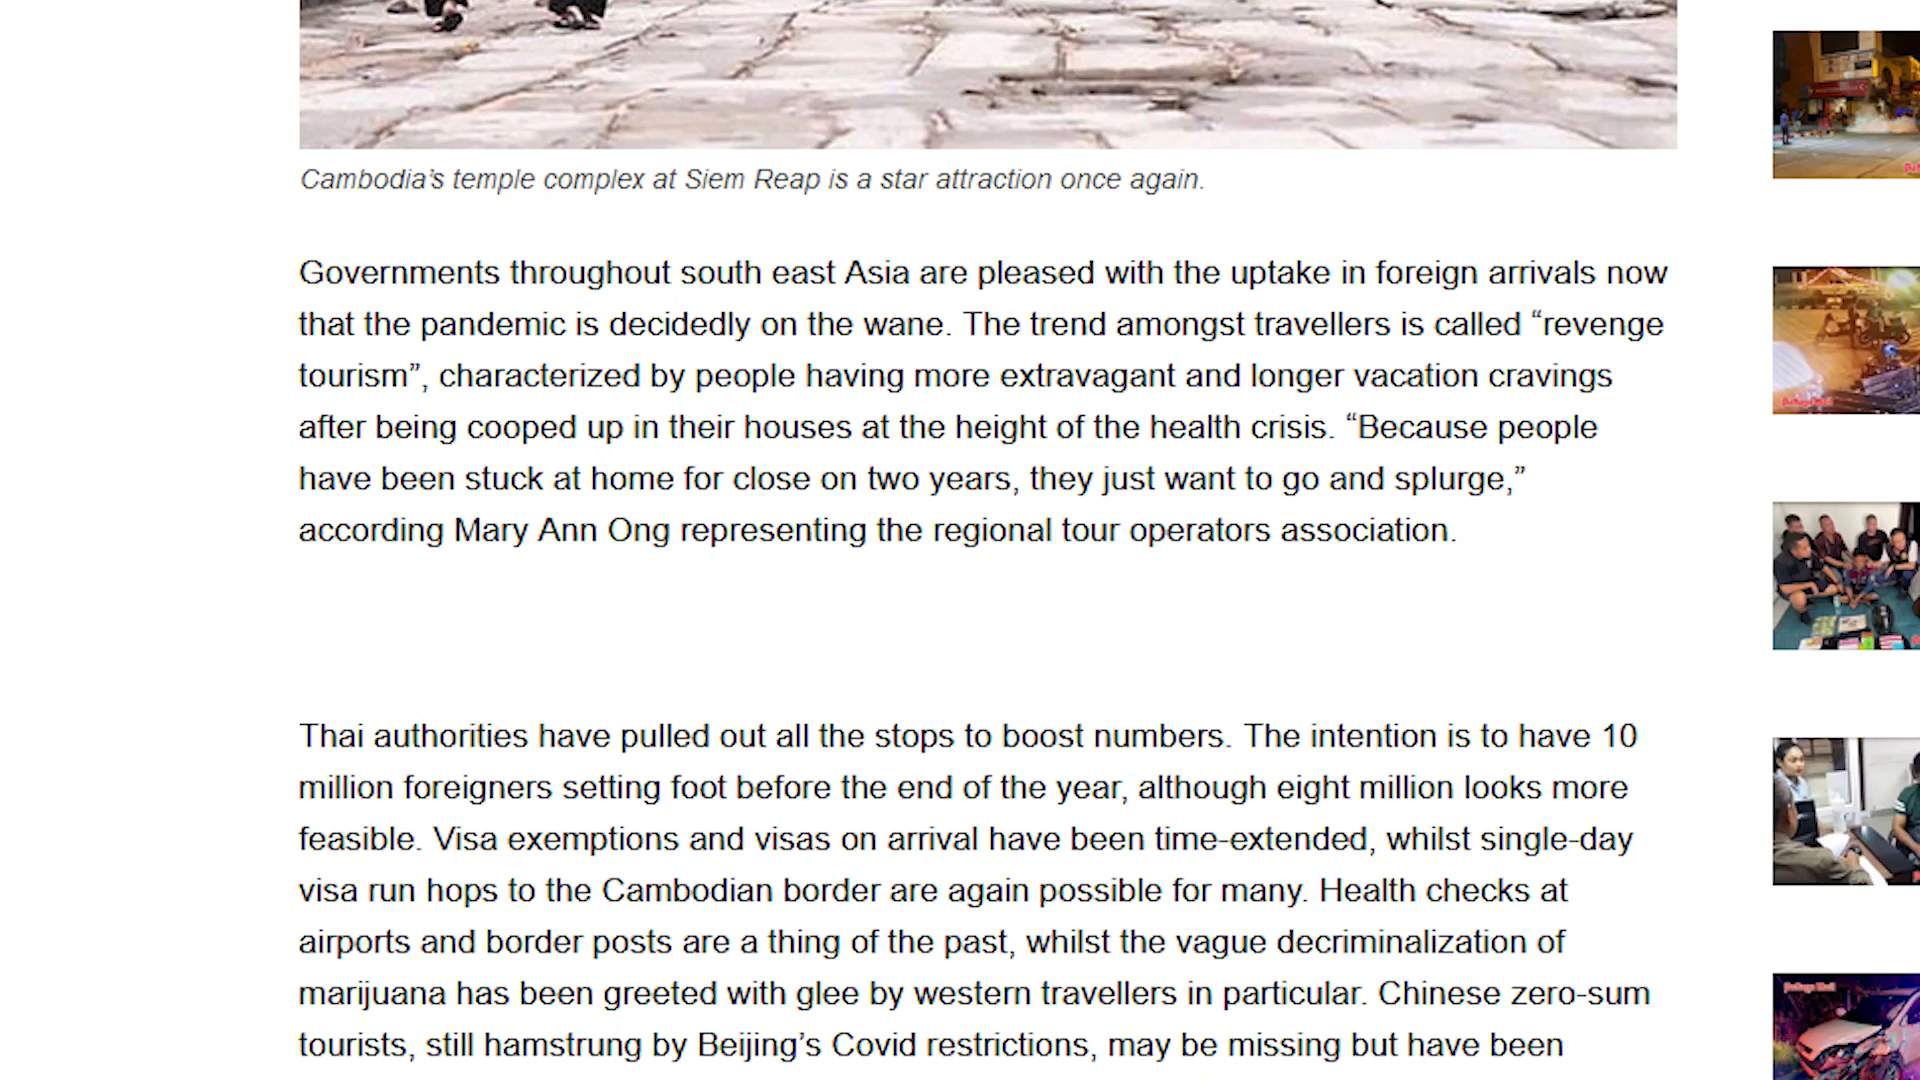 Cambodia’s temple complex at Siem Reap is a star attraction once again.
Governments throughout south east Asia are pleased with the uptake in foreign arrivals now
that the pandemic is decidedly on the wane. The trend amongst travellers is called “revenge
tourism”, characterized by people having more extravagant and longer vacation cravings
after being cooped up in their houses at the height of the health crisis. “Because people
have been stuck at home for close on two years, they just want to go and splurge,”
according Mary Ann Ong representing the regional tour operators association.
Thai authorities have pulled out all the stops to boost numbers. The intention is to have 10
million foreigners setting foot before the end of the year, although eight million looks more
feasible. Visa exemptions and visas on arrival have been time-extended, whilst single-day
visa run hops to the Cambodian border are again possible for many. Health checks at
airports and border posts are a thing of the past, whilst the vague decriminalization of
marijuana has been greeted with glee by western travellers in particular. Chinese zero-sum
tourists, still hamstrung by Beijing’s Covid restrictions, may be missing but have been